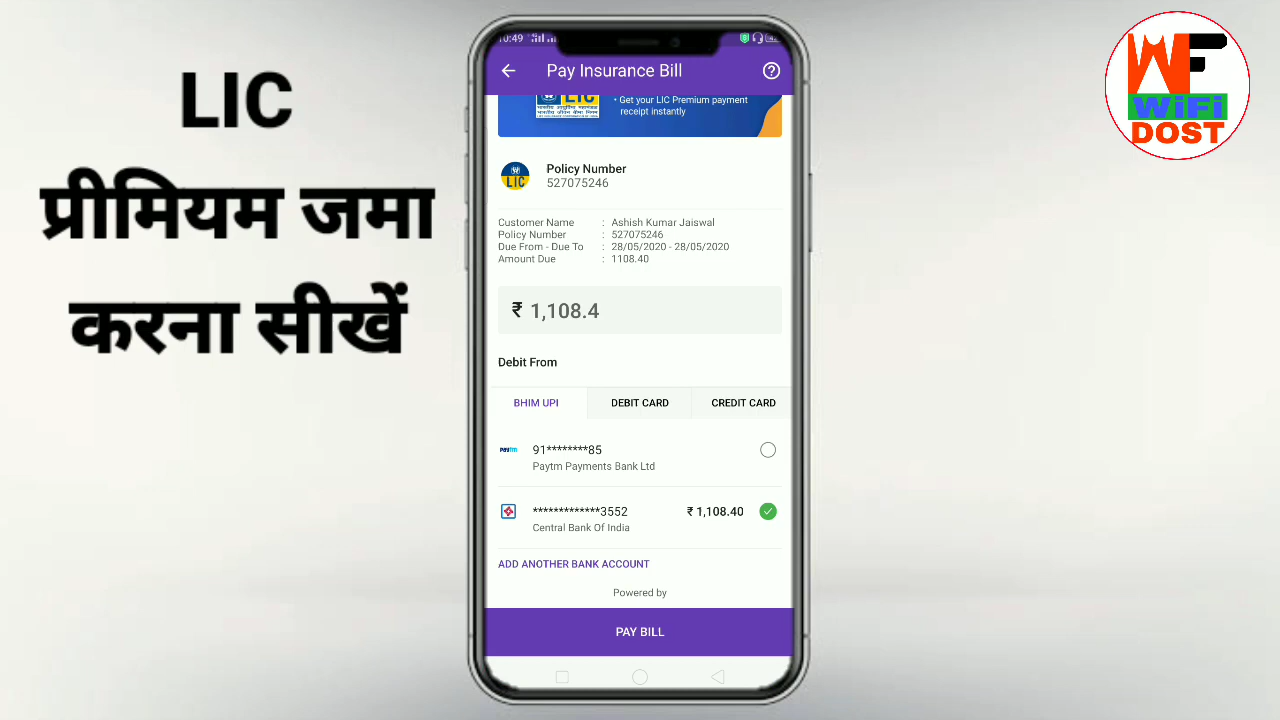 LIC
प्रीमियम जमा
करना सीखें
10:49
Pay Insurance Bill
LIC
• Get your LIC Premium payment
receipt instantly
LIC
Policy Number
527075246
Customer Name : Ashish Kumar Jaiswal
Policy Number : 527075246
Due From - Due To : 28/05/2020 - 28/05/2020
Amount Due : 1108.40
₹ 1,108.4
Debit From
BHIM UPI DEBIT CARD CREDIT CARD
paytm 91********85
Paytm Payments Bank Ltd
*************3552 ₹ 1,108.40
Central Bank Of India
ADD ANOTHER BANK ACCOUNT
Powered by
PAY BILL
WF
WiFi
DOST